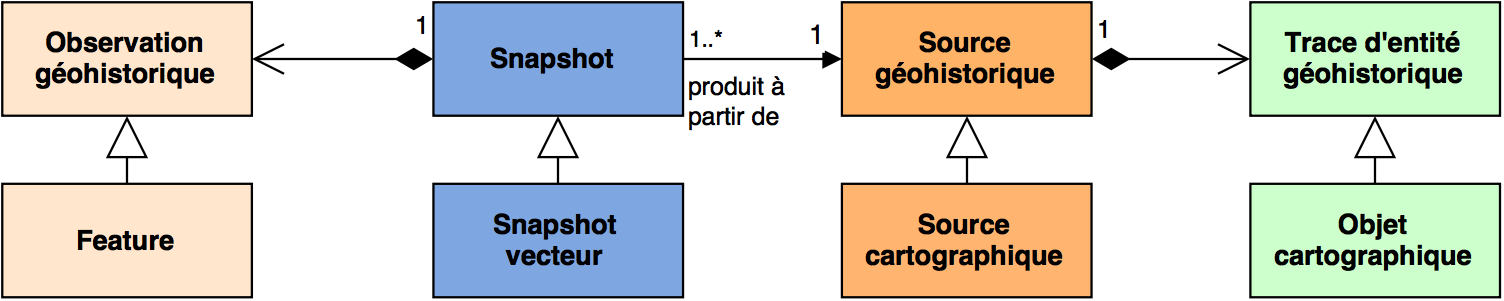 Observation
géohistorique
1
Snapshot
1..*
1
produit à
partir de
Source
géohistorique
1
Trace d'entité
géohistorique
Feature
Snapshot
vecteur
Source
cartographique
Objet
cartographique